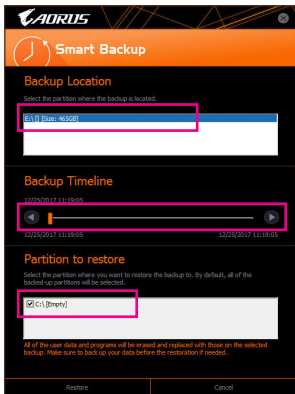 AORUS
Smart Backup
Backup Location
Select the partition where the backup is located.
E:\ [] [Size: 465GB]
Backup Timeline
12/25/2017 11:19:05
12/25/2017 11:19:05 12/25/2017 11:19:05
Partition to restore
Select the partition where you want to restore the backup to. By default, all of the
backed-up partitions will be selected.
C:\ [Empty]
All of the user data and programs will be erased and replaced with those on the selected
backup. Make sure to back up your data before the restoration if needed.
Restore Cancel